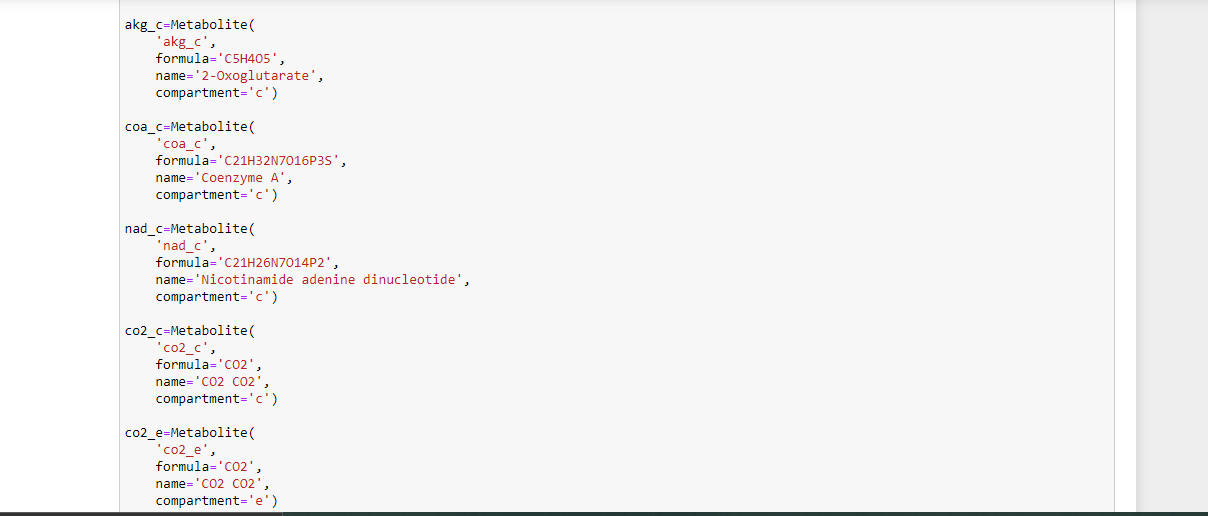 akg_c=Metabolite(
    'akg_c',
    formula='C5H4O5',
    name='2-Oxoglutarate',
    compartment='c')

coa_c=Metabolite(
    'coa_c',
    formula='C21H32N7O16P3S',
    name='Coenzyme A',
    compartment='c')

nad_c=Metabolite(
    'nad_c',
    formula='C21H26N7O14P2',
    name='Nicotinamide adenine dinucleotide',
    compartment='c')

co2_c=Metabolite(
    'co2_c',
    formula='CO2',
    name='CO2 CO2',
    compartment='c')

co2_e=Metabolite(
    'co2_e',
    formula='CO2',
    name='CO2 CO2',
    compartment='e')